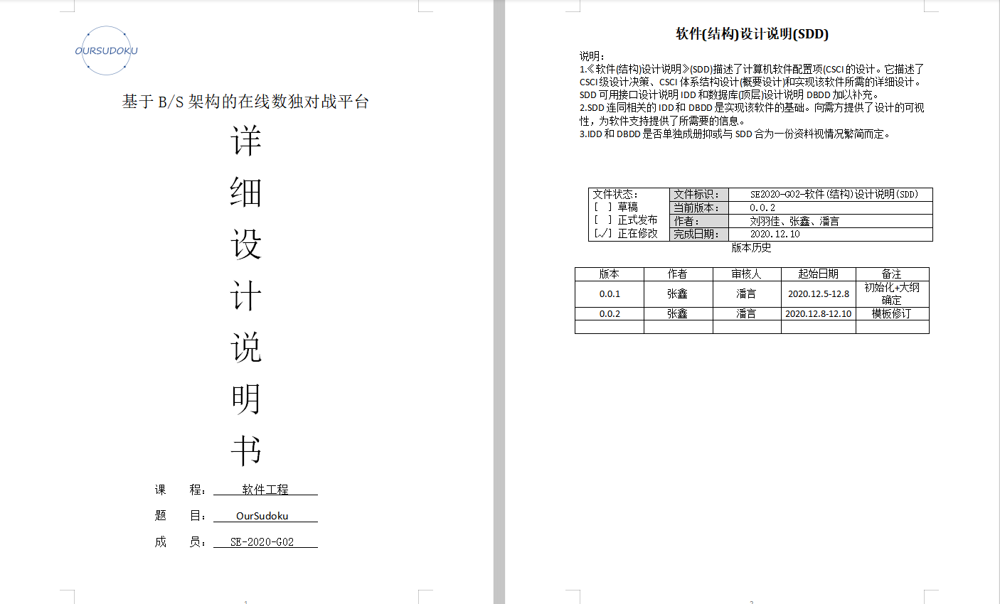 OURSUDOKU
基于 B/S 架构的在线数独对战平台
详
细
设
计
说
明
书
课 程： 软件工程
题 目： OurSudoku
成 员： SE-2020-G02
1
软件(结构)设计说明(SDD)
说明：
1.《软件(结构)设计说明》(SDD)描述了计算机软件配置项(CSCI 的设计。它描述了
CSCI 级设计决策、CSCI 体系结构设计(概要设计)和实现该软件所需的详细设计。
SDD 可用接口设计说明 IDD 和数据库(顶层)设计说明 DBDD 加以补充。
2.SDD 连同相关的 IDD 和 DBDD 是实现该软件的基础。向需方提供了设计的可视
性，为软件支持提供了所需要的信息。
3.IDD 和 DBDD 是否单独成册抑或与 SDD 合为一份资料视情况繁简而定。
文件状态：
[ ] 草稿
[ ] 正式发布
[√] 正在修改
文件标识： SE2020-G02-软件(结构)设计说明(SDD)
当前版本： 0.0.2
作者： 刘羽佳、张鑫、潘言
完成日期： 2020.12.10
版本历史
版本 作者 审核人 起始日期 备注
0.0.1 张鑫 潘言 2020.12.5-12.8 初始化+大纲
确定
0.0.2 张鑫 潘言 2020.12.8-12.10 模板修订
2